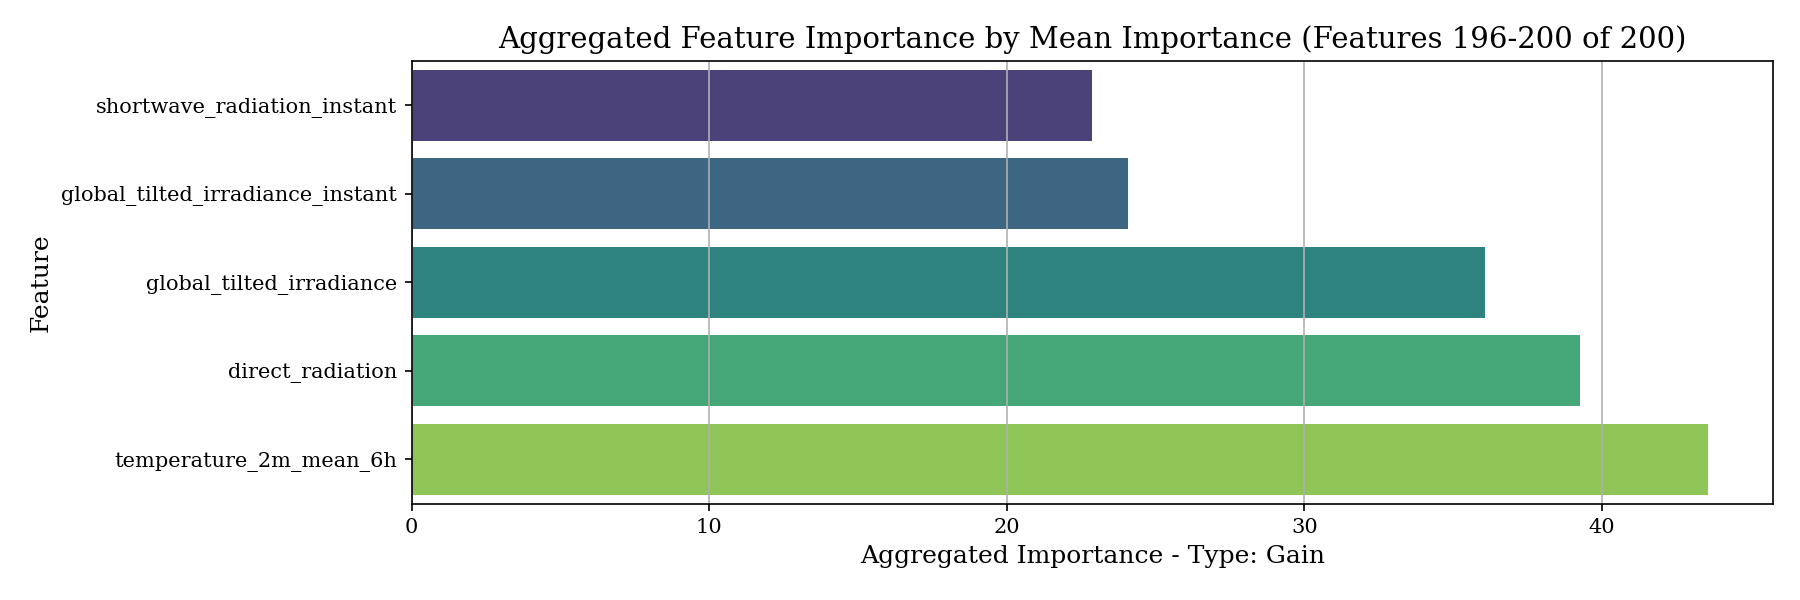 Aggregated Feature Importance by Mean Importance (Features 196-200 of 200)
Feature
shortwave_radiation_instant
global_tilted_irradiance_instant
global_tilted_irradiance
direct_radiation
temperature_2m_mean_6h
0 10 20 30 40
Aggregated Importance - Type: Gain